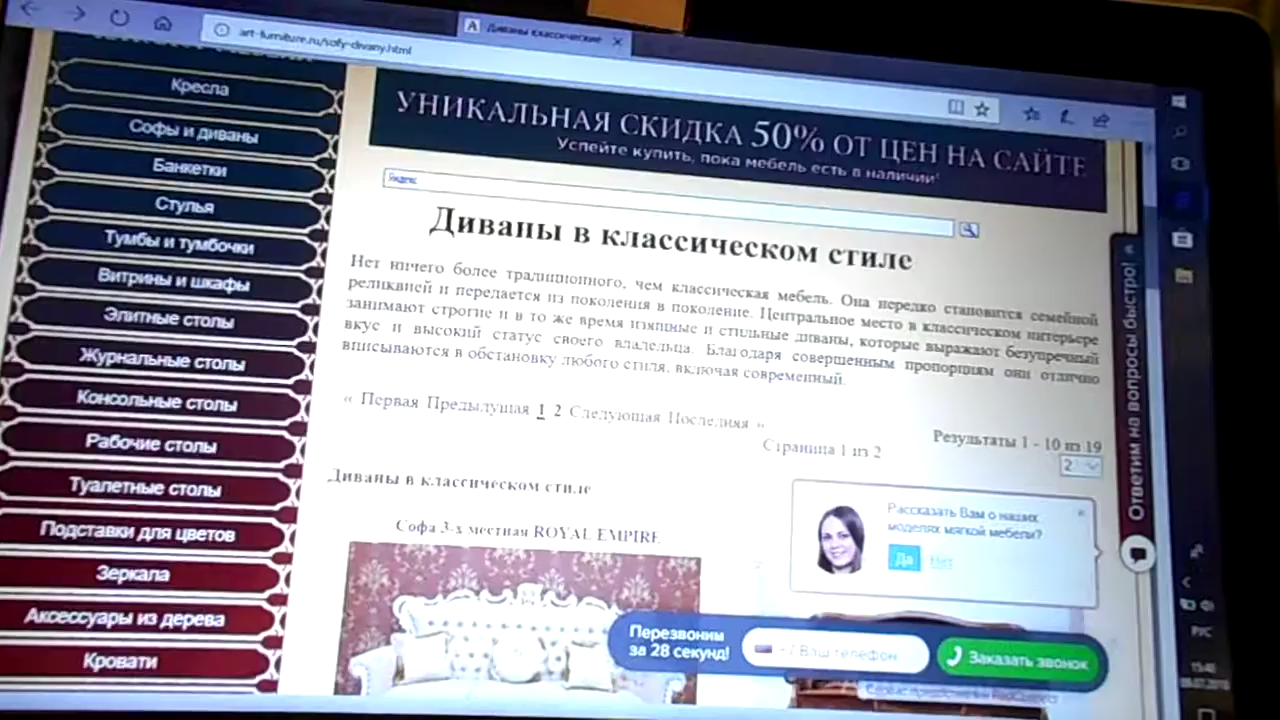 Диваны классические
art-furniture.ru/sofy-divany.html
Кресла
Софы и диваны
Банкетки
Стулья
Тумбы и тумбочки
Витрины и шкафы
Элитные столы
Журнальные столы
Консольные столы
Рабочие столы
Туалетные столы
Подставки для цветов
Зеркала
Аксессуары из дерева
Кровати
УНИКАЛЬНАЯ СКИДКА 50% ОТ ЦЕН НА САЙТЕ
Успейте купить, пока мебель есть в наличии!
Яндекс
Диваны в классическом стиле
Нет ничего более традиционного, чем классическая мебель. Она нередко становится семейной
реликвией и передается из поколения в поколение. Центральное место в классическом интерьере
занимают строгие и в то же время изящные и стильные диваны, которые выражают безупречный
вкус и высокий статус своего владельца. Благодаря совершенным пропорциям они отлично
вписываются в обстановку любого стиля, включая современный.
« Первая Предыдущая 1 2 Следующая Последняя »
Результаты 1 - 10 из 19
Страница 1 из 2
2
Диваны в классическом стиле
Софа 3-х местная ROYAL EMPIRE
Рассказать Вам о наших
моделях мягкой мебели?
Да Нет
Ответим на вопросы быстро!
Перезвоним
за 28 секунд!
+7 Ваш телефон
Заказать звонок
РУС
15:40